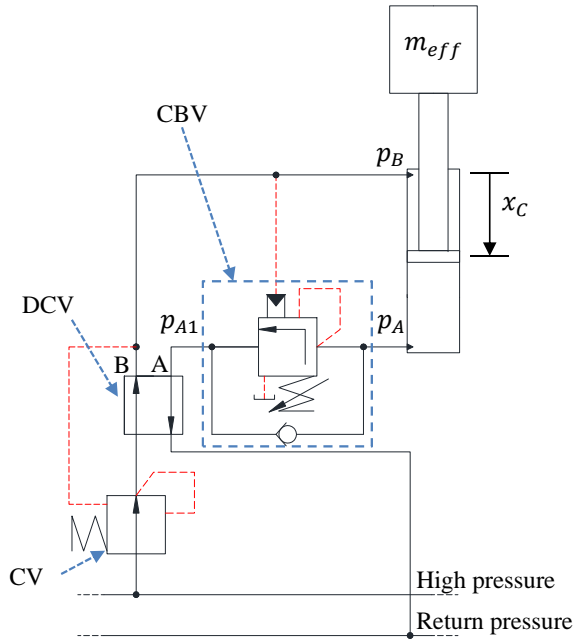 m_eff
CBV
p_B
x_C
DCV
p_A1
p_A
B A
CV
High pressure
Return pressure